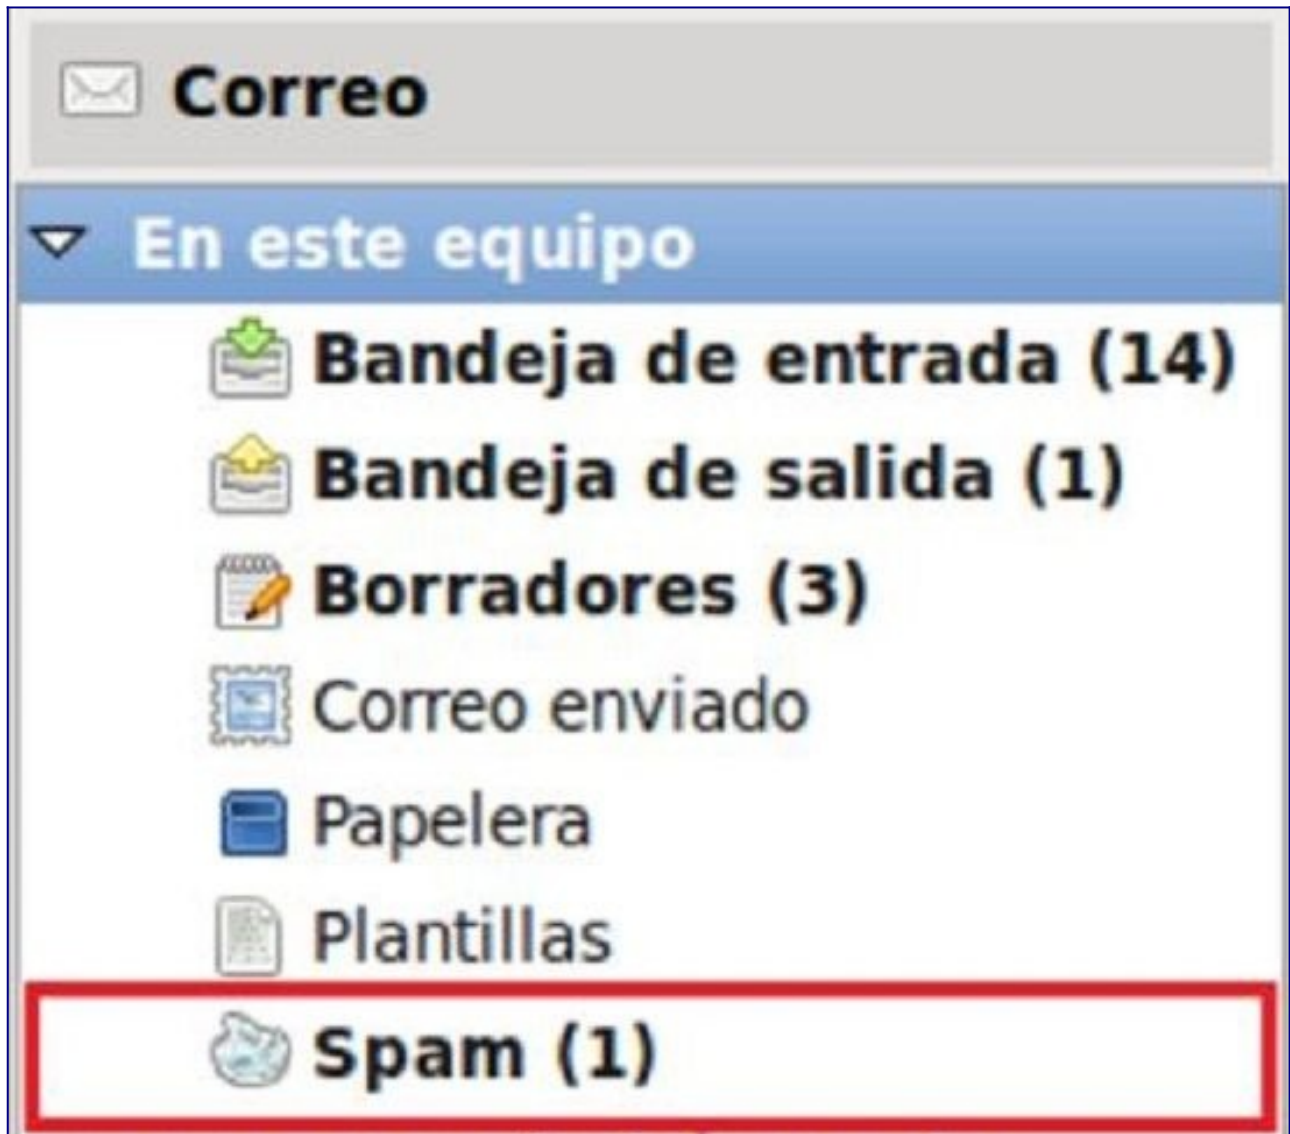 Correo
En este equipo
Bandeja de entrada (14)
Bandeja de salida (1)
Borradores (3)
Correo enviado
Papelera
Plantillas
Spam (1)